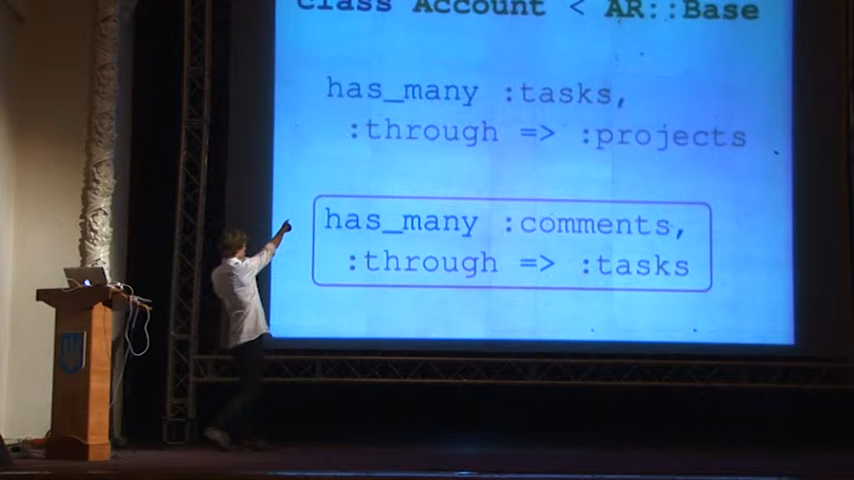 class Account < AR::Base
has_many :tasks,
:through => :projects
has_many :comments,
:through => :tasks